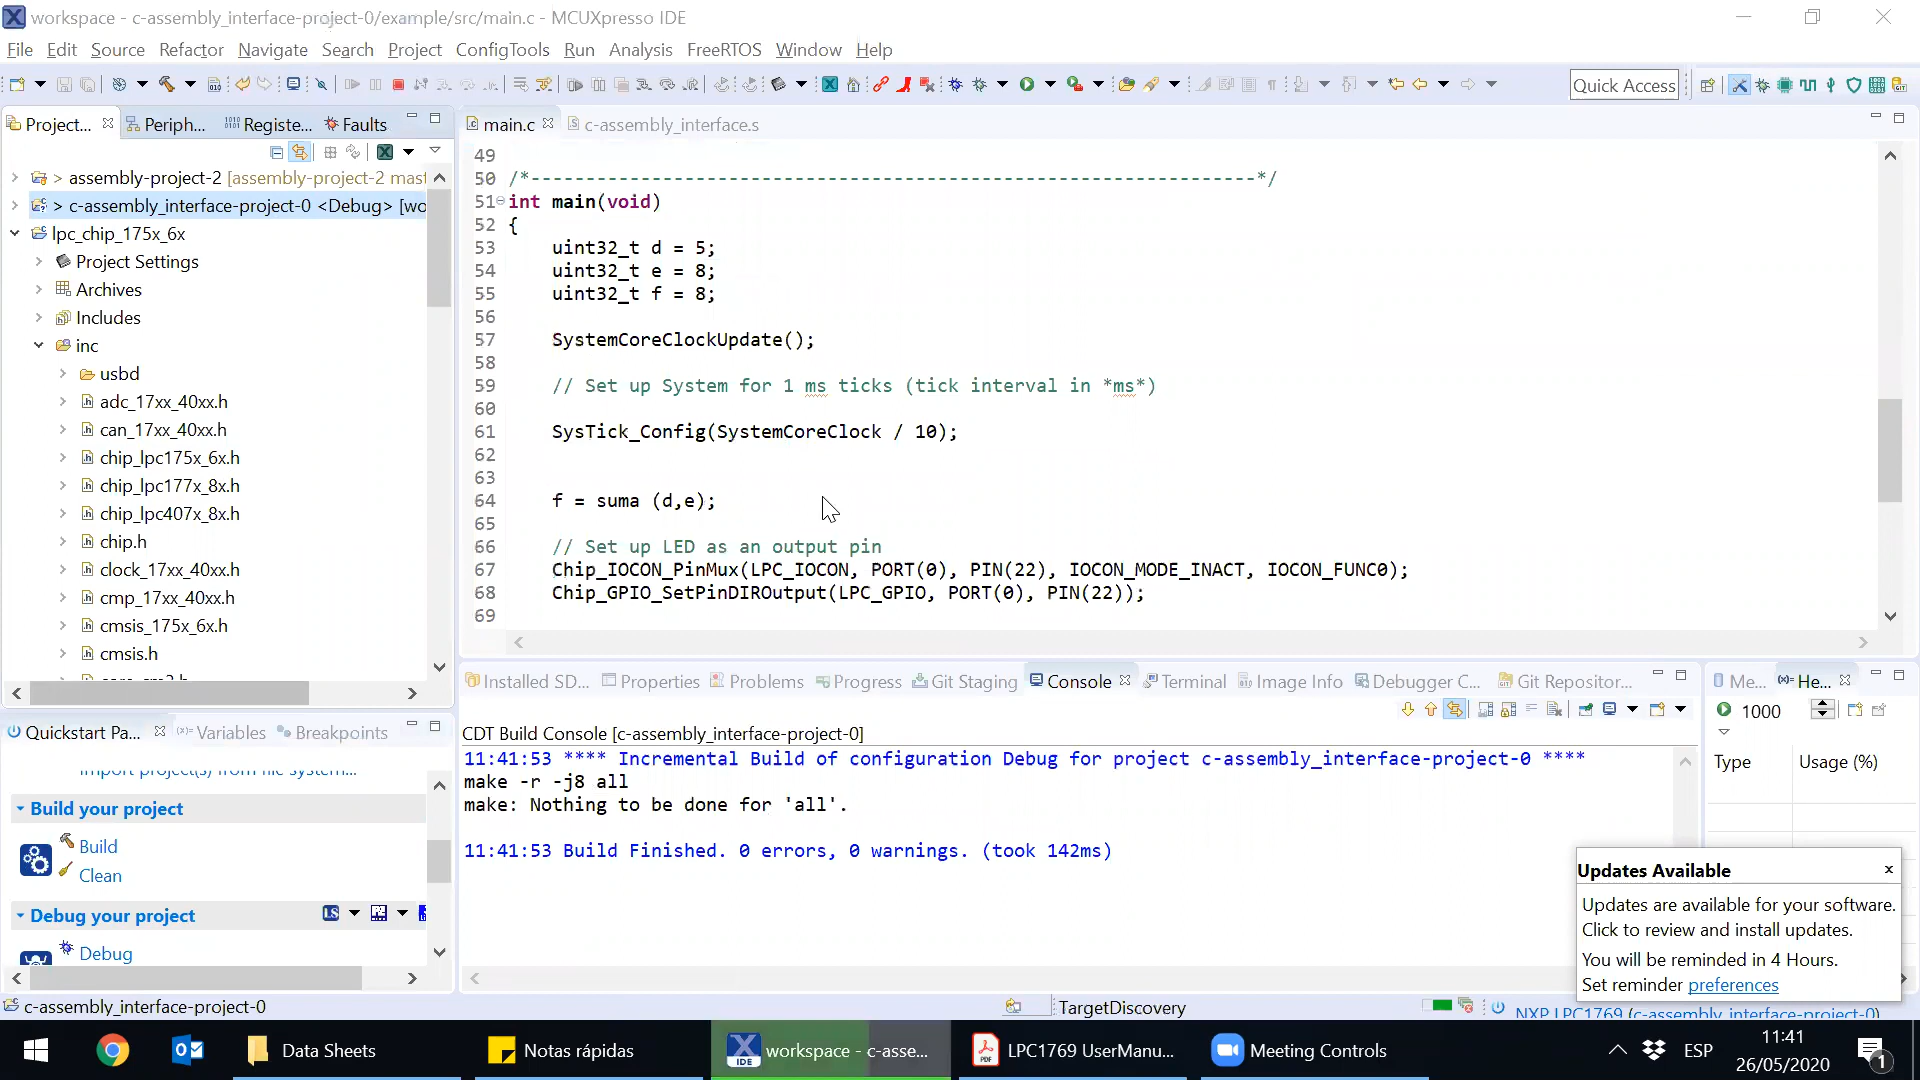 workspace - c-assembly_interface-project-0/example/src/main.c - MCUXpresso IDE
File Edit Source Refactor Navigate Search Project ConfigTools Run Analysis FreeRTOS Window Help
Quick Access
Project... Periph... Registe... Faults
main.c c-assembly_interface.s
> assembly-project-2 [assembly-project-2 mast
> c-assembly_interface-project-0 <Debug> [wo
lpc_chip_175x_6x
Project Settings
Archives
Includes
inc
usbd
adc_17xx_40xx.h
can_17xx_40xx.h
chip_lpc175x_6x.h
chip_lpc177x_8x.h
chip_lpc407x_8x.h
chip.h
clock_17xx_40xx.h
cmp_17xx_40xx.h
cmsis_175x_6x.h
cmsis.h
49
50 /*------------------------------------------------------------------*/
51 int main(void)
52 {
53 uint32_t d = 5;
54 uint32_t e = 8;
55 uint32_t f = 8;
56
57 SystemCoreClockUpdate();
58
59 // Set up System for 1 ms ticks (tick interval in *ms*)
60
61 SysTick_Config(SystemCoreClock / 10);
62
63
64 f = suma (d,e);
65
66 // Set up LED as an output pin
67 Chip_IOCON_PinMux(LPC_IOCON, PORT(0), PIN(22), IOCON_MODE_INACT, IOCON_FUNC0);
68 Chip_GPIO_SetPinDIROutput(LPC_GPIO, PORT(0), PIN(22));
69
Quickstart Pa... Variables Breakpoints
Import project(s) from file system...
Build your project
Build
Clean
Debug your project
LS
Debug
Installed SD... Properties Problems Progress Git Staging Console Terminal Image Info Debugger C... Git Repositor...
CDT Build Console [c-assembly_interface-project-0]
11:41:53 **** Incremental Build of configuration Debug for project c-assembly_interface-project-0 ****
make -r -j8 all
make: Nothing to be done for 'all'.
11:41:53 Build Finished. 0 errors, 0 warnings. (took 142ms)
Me... He...
1000
Type Usage (%)
Updates Available
Updates are available for your software.
Click to review and install updates.
You will be reminded in 4 Hours.
Set reminder preferences
c-assembly_interface-project-0
TargetDiscovery
NXP LPC1769 (c-assembly_interface-project-0)
Data Sheets
Notas rápidas
IDE
workspace - c-asse...
PDF
LPC1769 UserManu...
Meeting Controls
ESP
11:41
26/05/2020
1